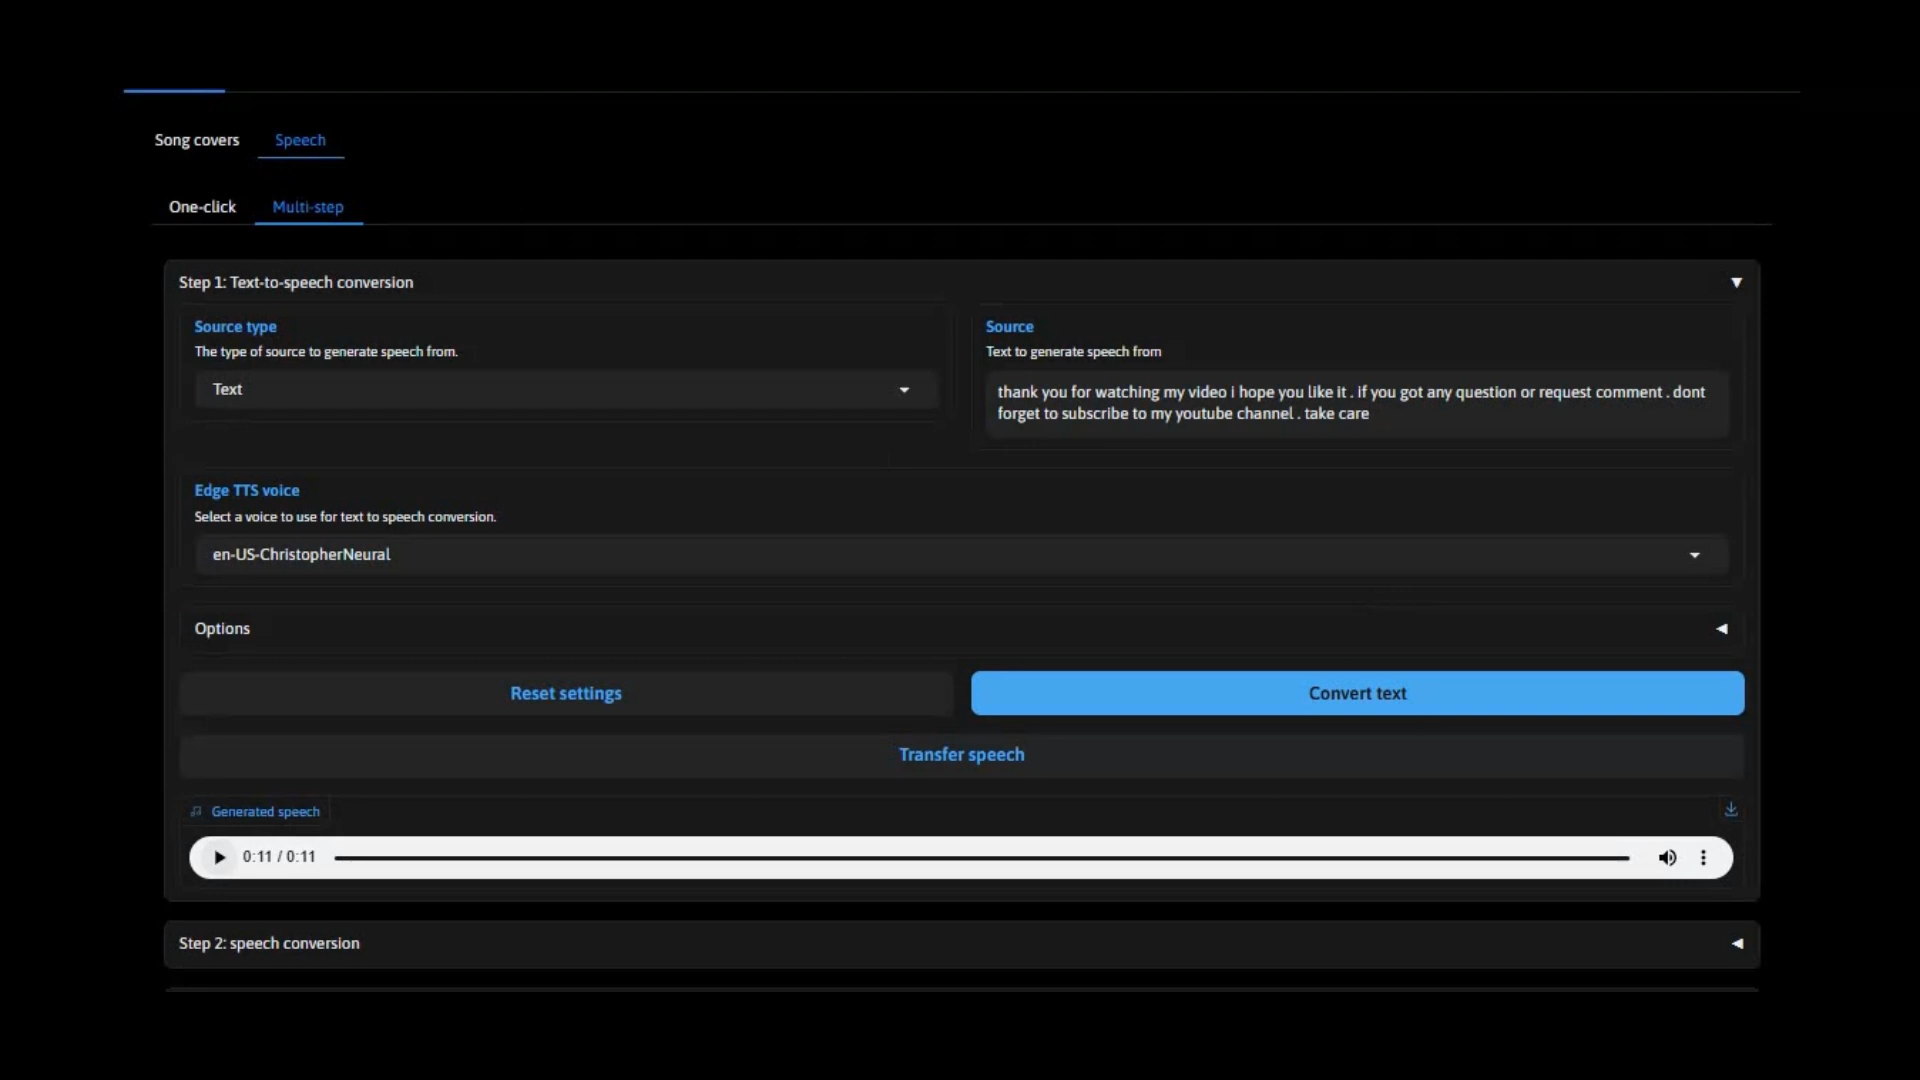 Song covers
Speech
One-click
Multi-step
Step 1: Text-to-speech conversion
Source type
The type of source to generate speech from.
Text
Source
Text to generate speech from
thank you for watching my video i hope you like it . if you got any question or request comment . dont
forget to subscribe to my youtube channel . take care
Edge TTS voice
Select a voice to use for text to speech conversion.
en-US-ChristopherNeural
Options
Reset settings
Convert text
Transfer speech
Generated speech
0:11 / 0:11
Step 2: speech conversion